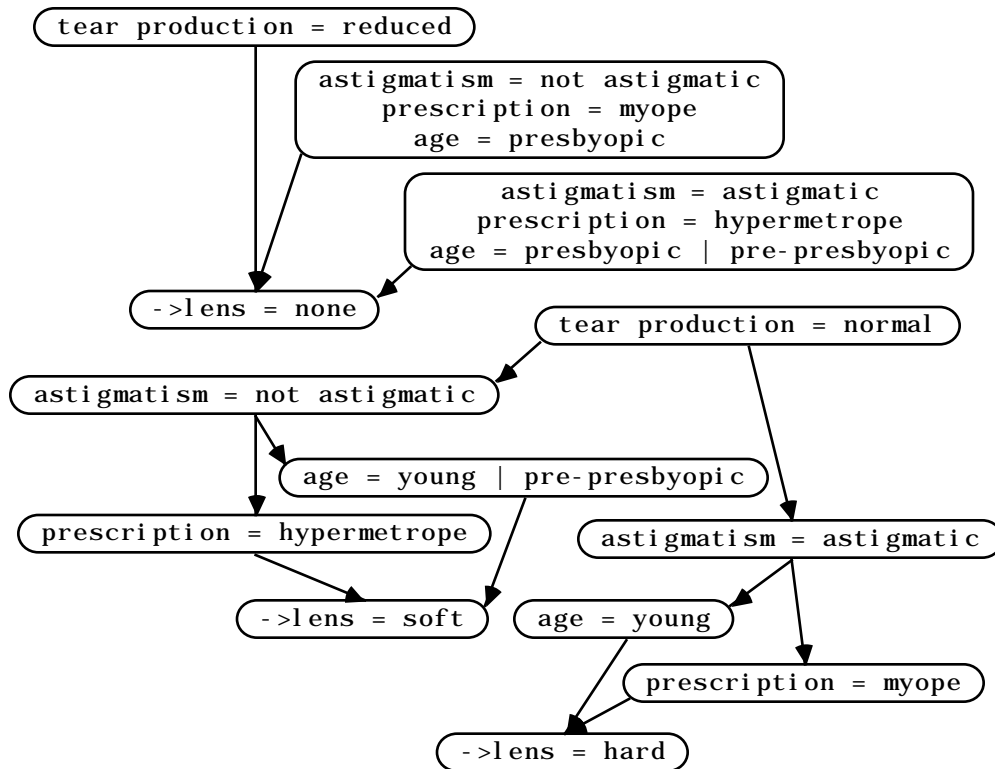 tear production = reduced
astigmatism = not astigmatic
prescription = myope
age = presbyopic
astigmatism = astigmatic
prescription = hypermetrope
age = presbyopic | pre-presbyopic
->lens = none
tear production = normal
astigmatism = not astigmatic
age = young | pre-presbyopic
prescription = hypermetrope
astigmatism = astigmatic
->lens = soft
age = young
prescription = myope
->lens = hard